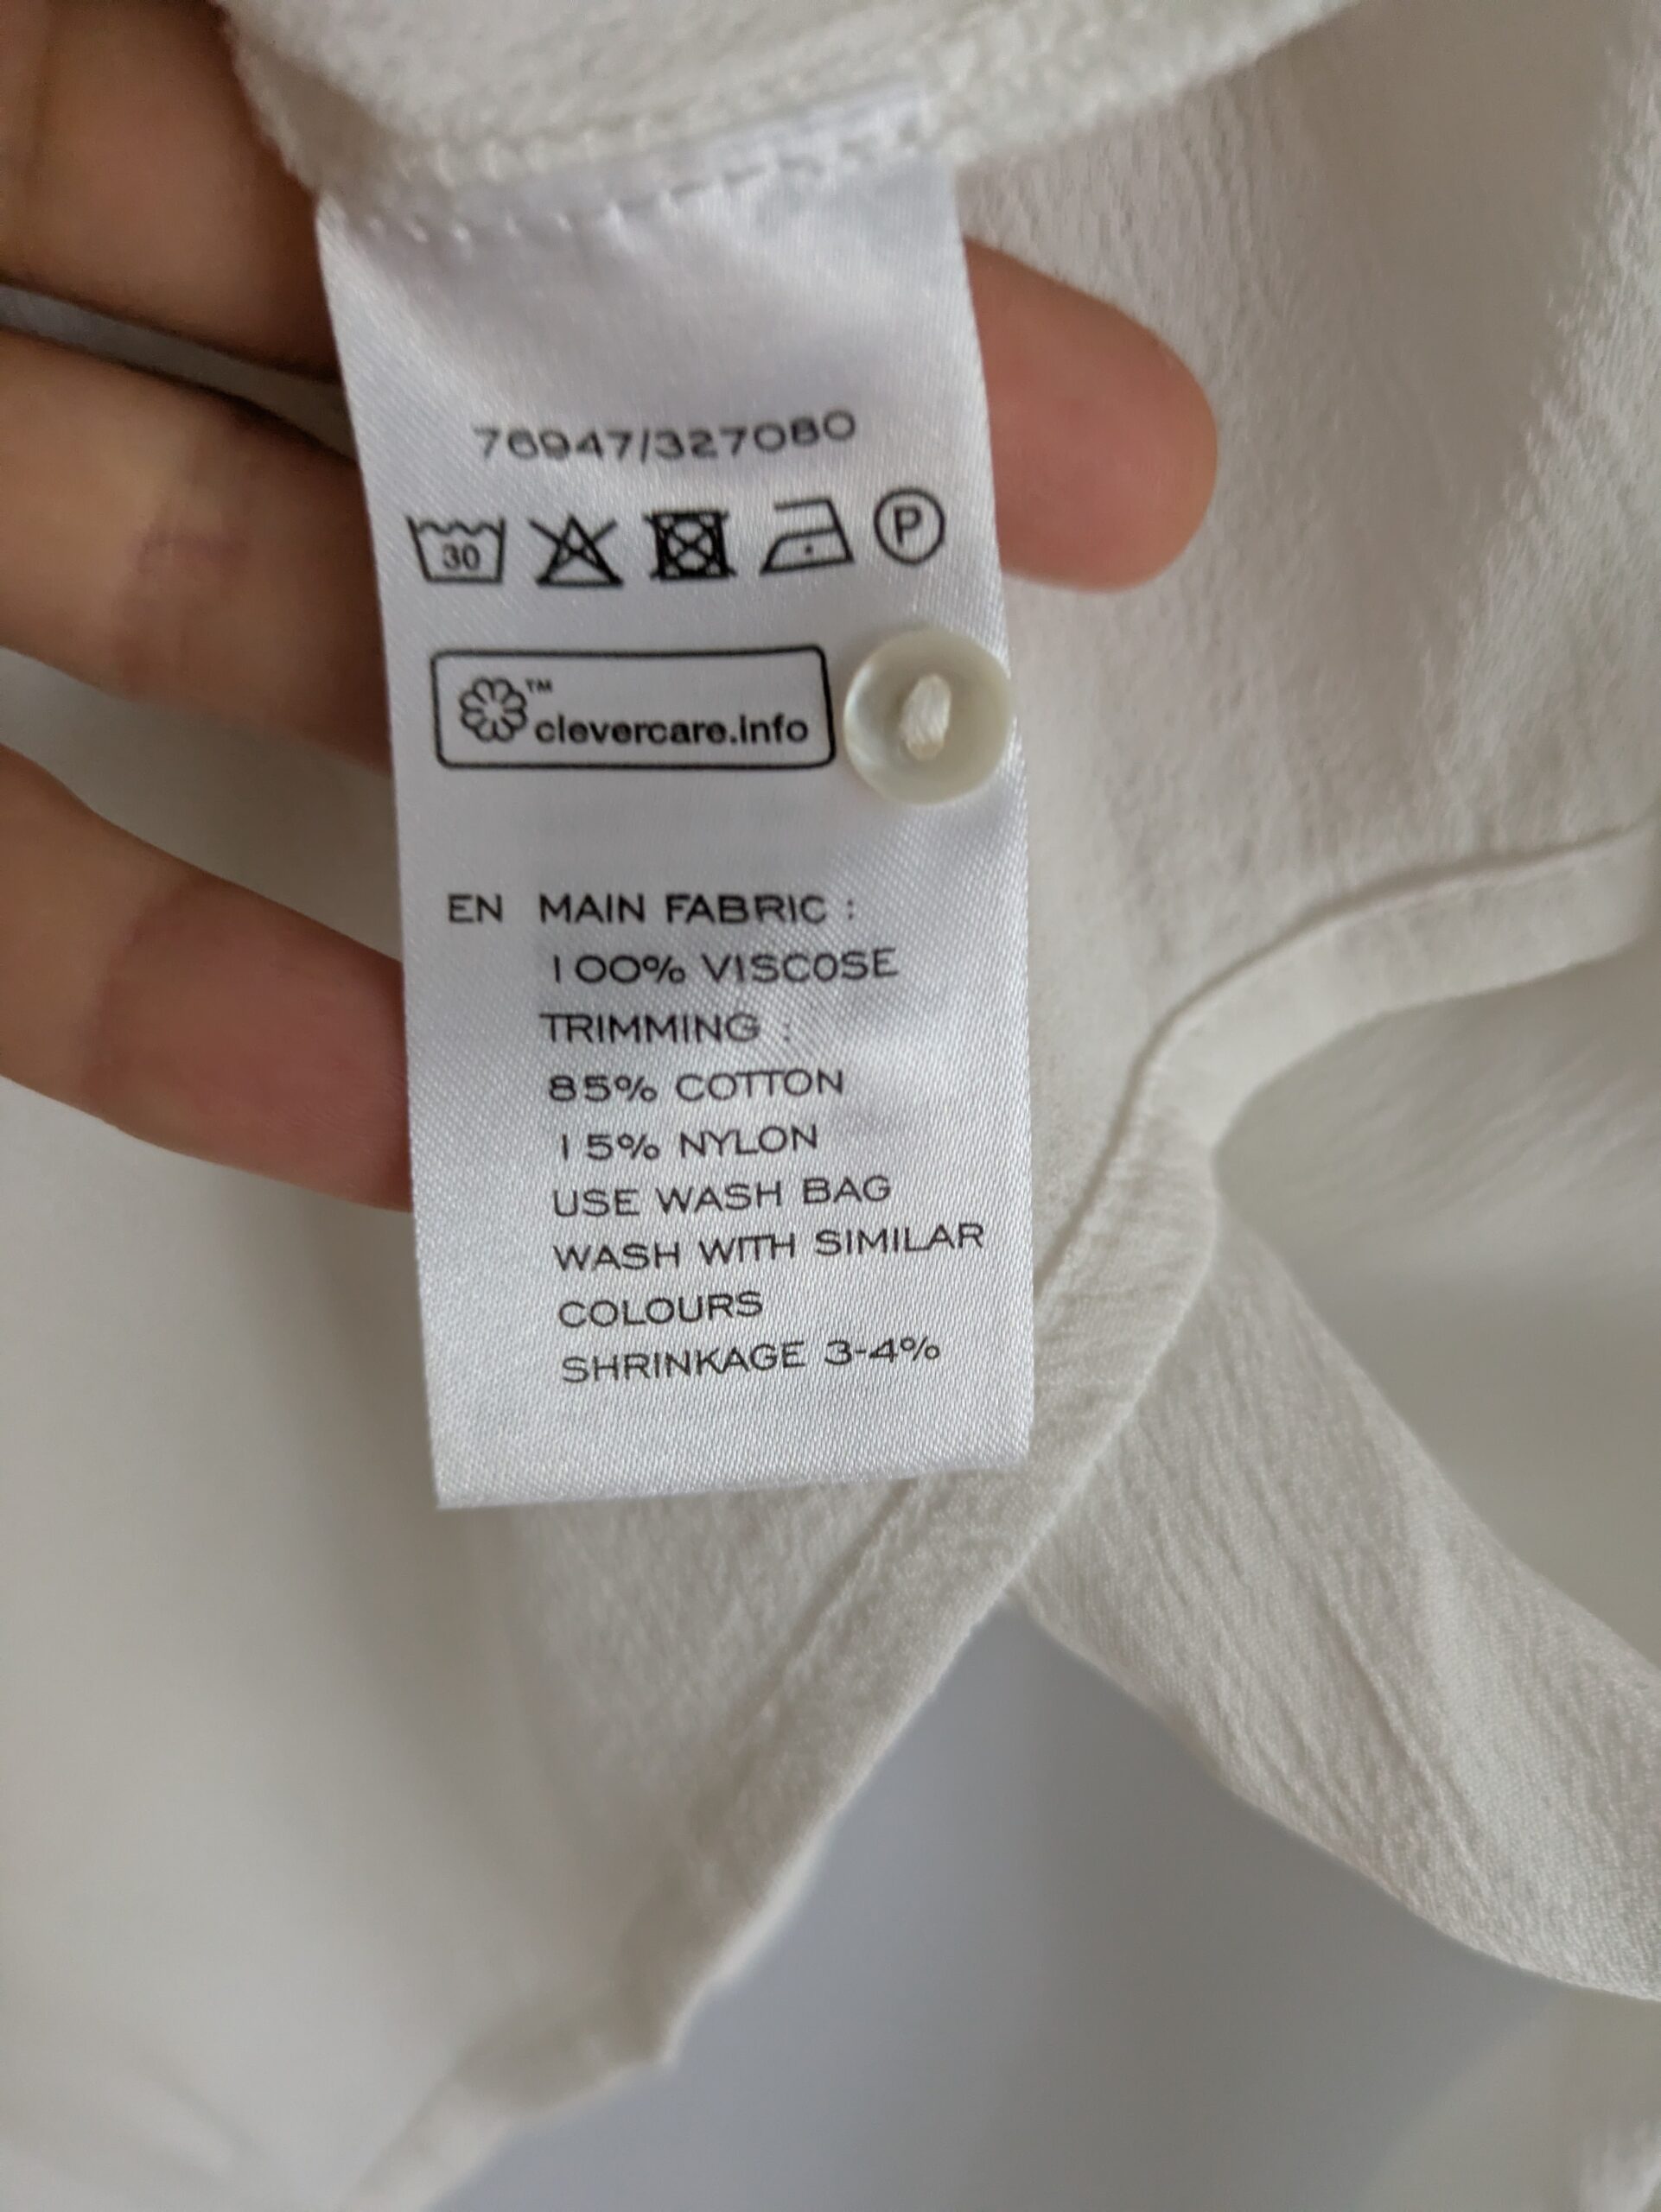 76947/327080
30
P
™
clevercare.info
EN MAIN FABRIC :
100% VISCOSE
TRIMMING :
85% COTTON
15% NYLON
USE WASH BAG
WASH WITH SIMILAR
COLOURS
SHRINKAGE 3-4%